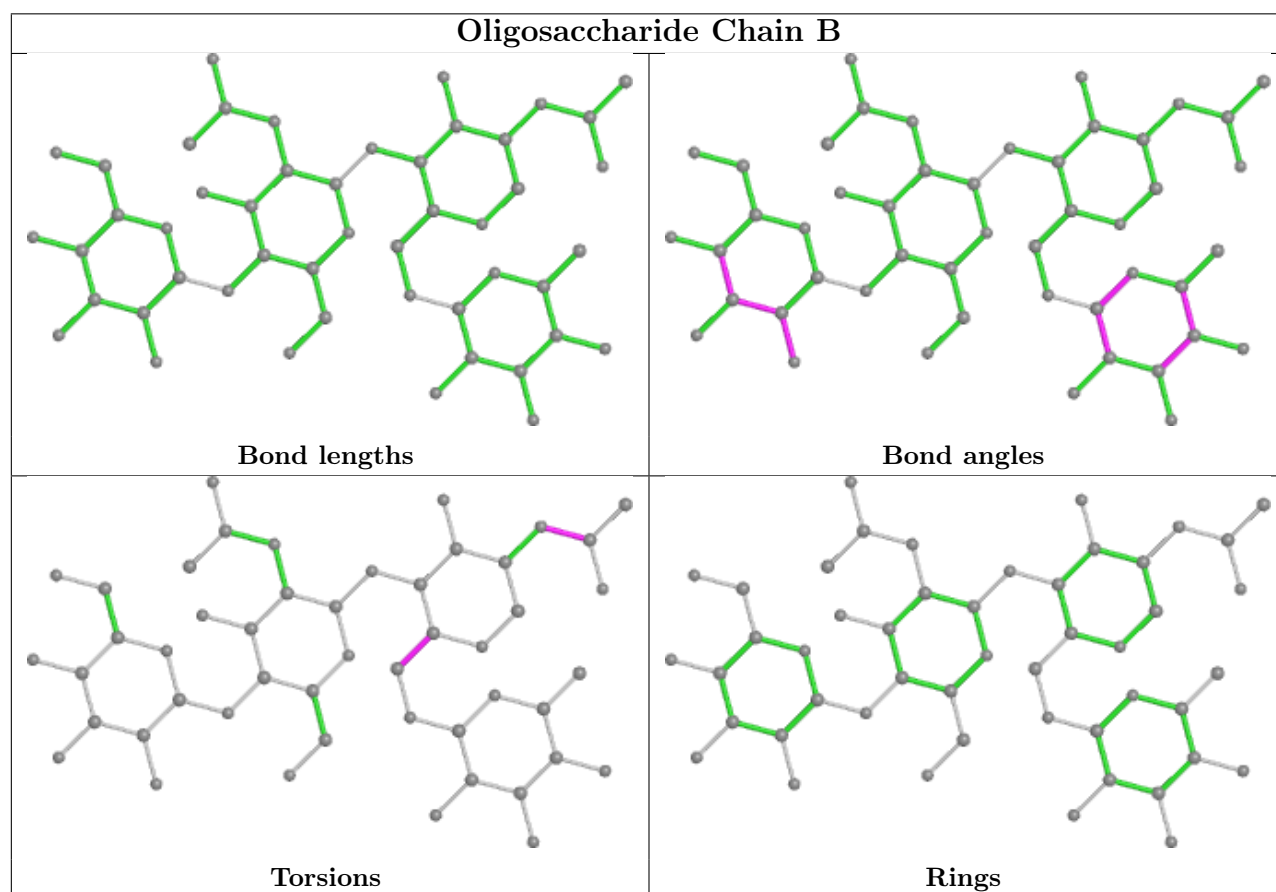 Oligosaccharide Chain B
Bond lengths
Bond angles
Torsions
Rings